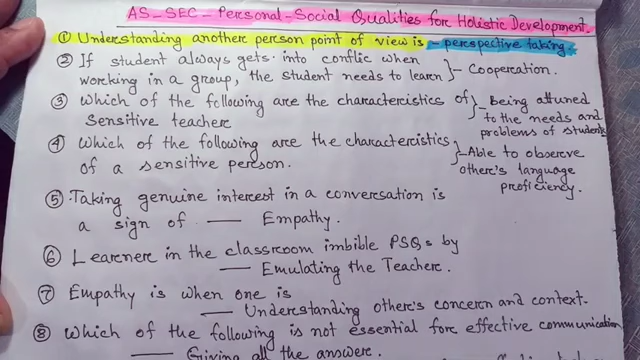 AS-SEC- Personal-Social Qualities fore Holistic Development.
① Understanding another person point of view is - perspective taking.
② If student always gets into conflic when
working in a group, the student needs to learn }- Cooperation.
③ Which of the following are the characteristics of
Sensitive teacher
}- Being attuned
to the needs and
problems of students
④ Which of the following are the characterctistics
of a sensitive person.
}- Able to observe
other's language
proficiency.
⑤ Taking genuine interest in a conversation is
a sign of — Empathy.
⑥ Learner in the classroom imbible PSQs by
— Emulating the Teacher.
⑦ Empathy is when one is
— Understanding other's concern and context.
⑧ Which of the following is not essential fore effective communication
— Giving all the answere.